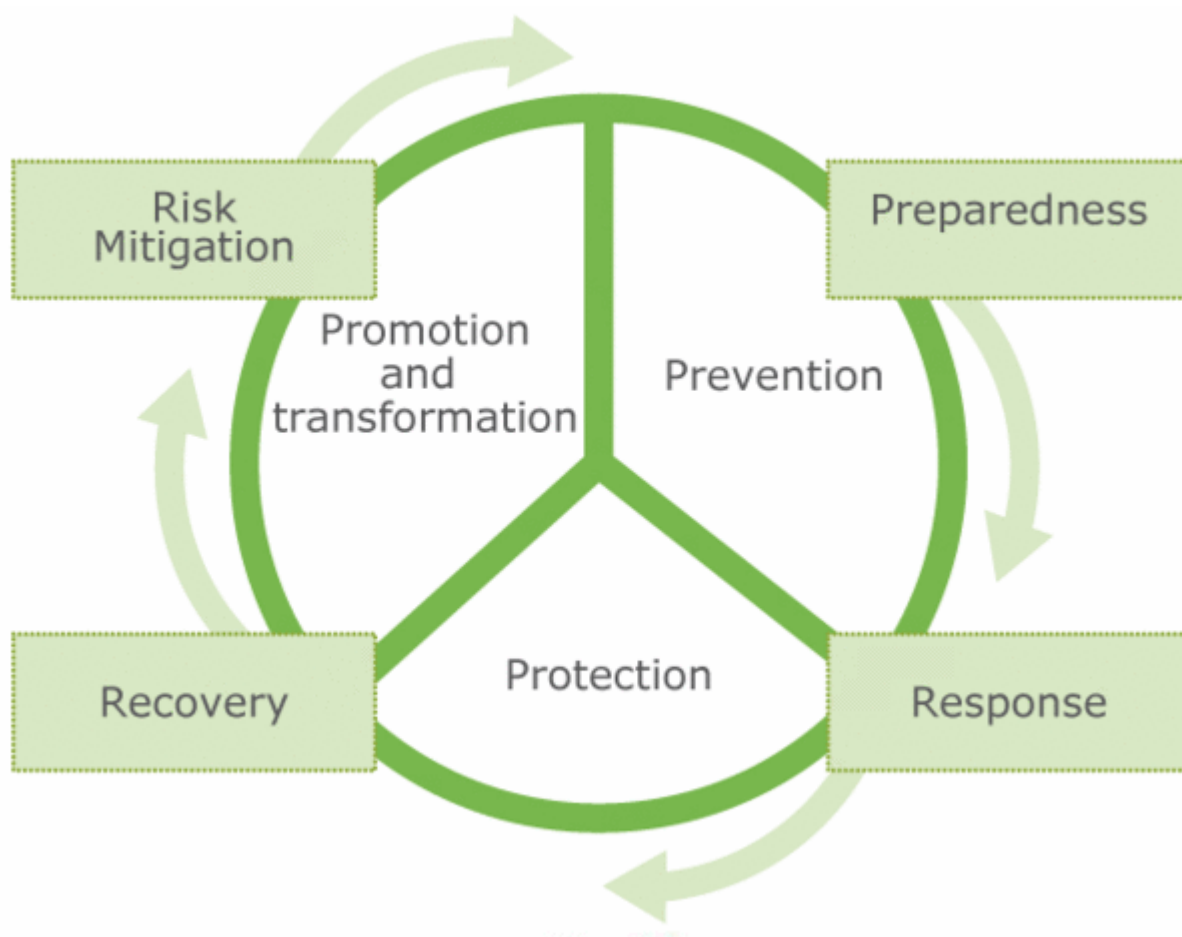 Risk
Mitigation
Preparedness
Promotion
and
transformation
Prevention
Protection
Recovery
Response